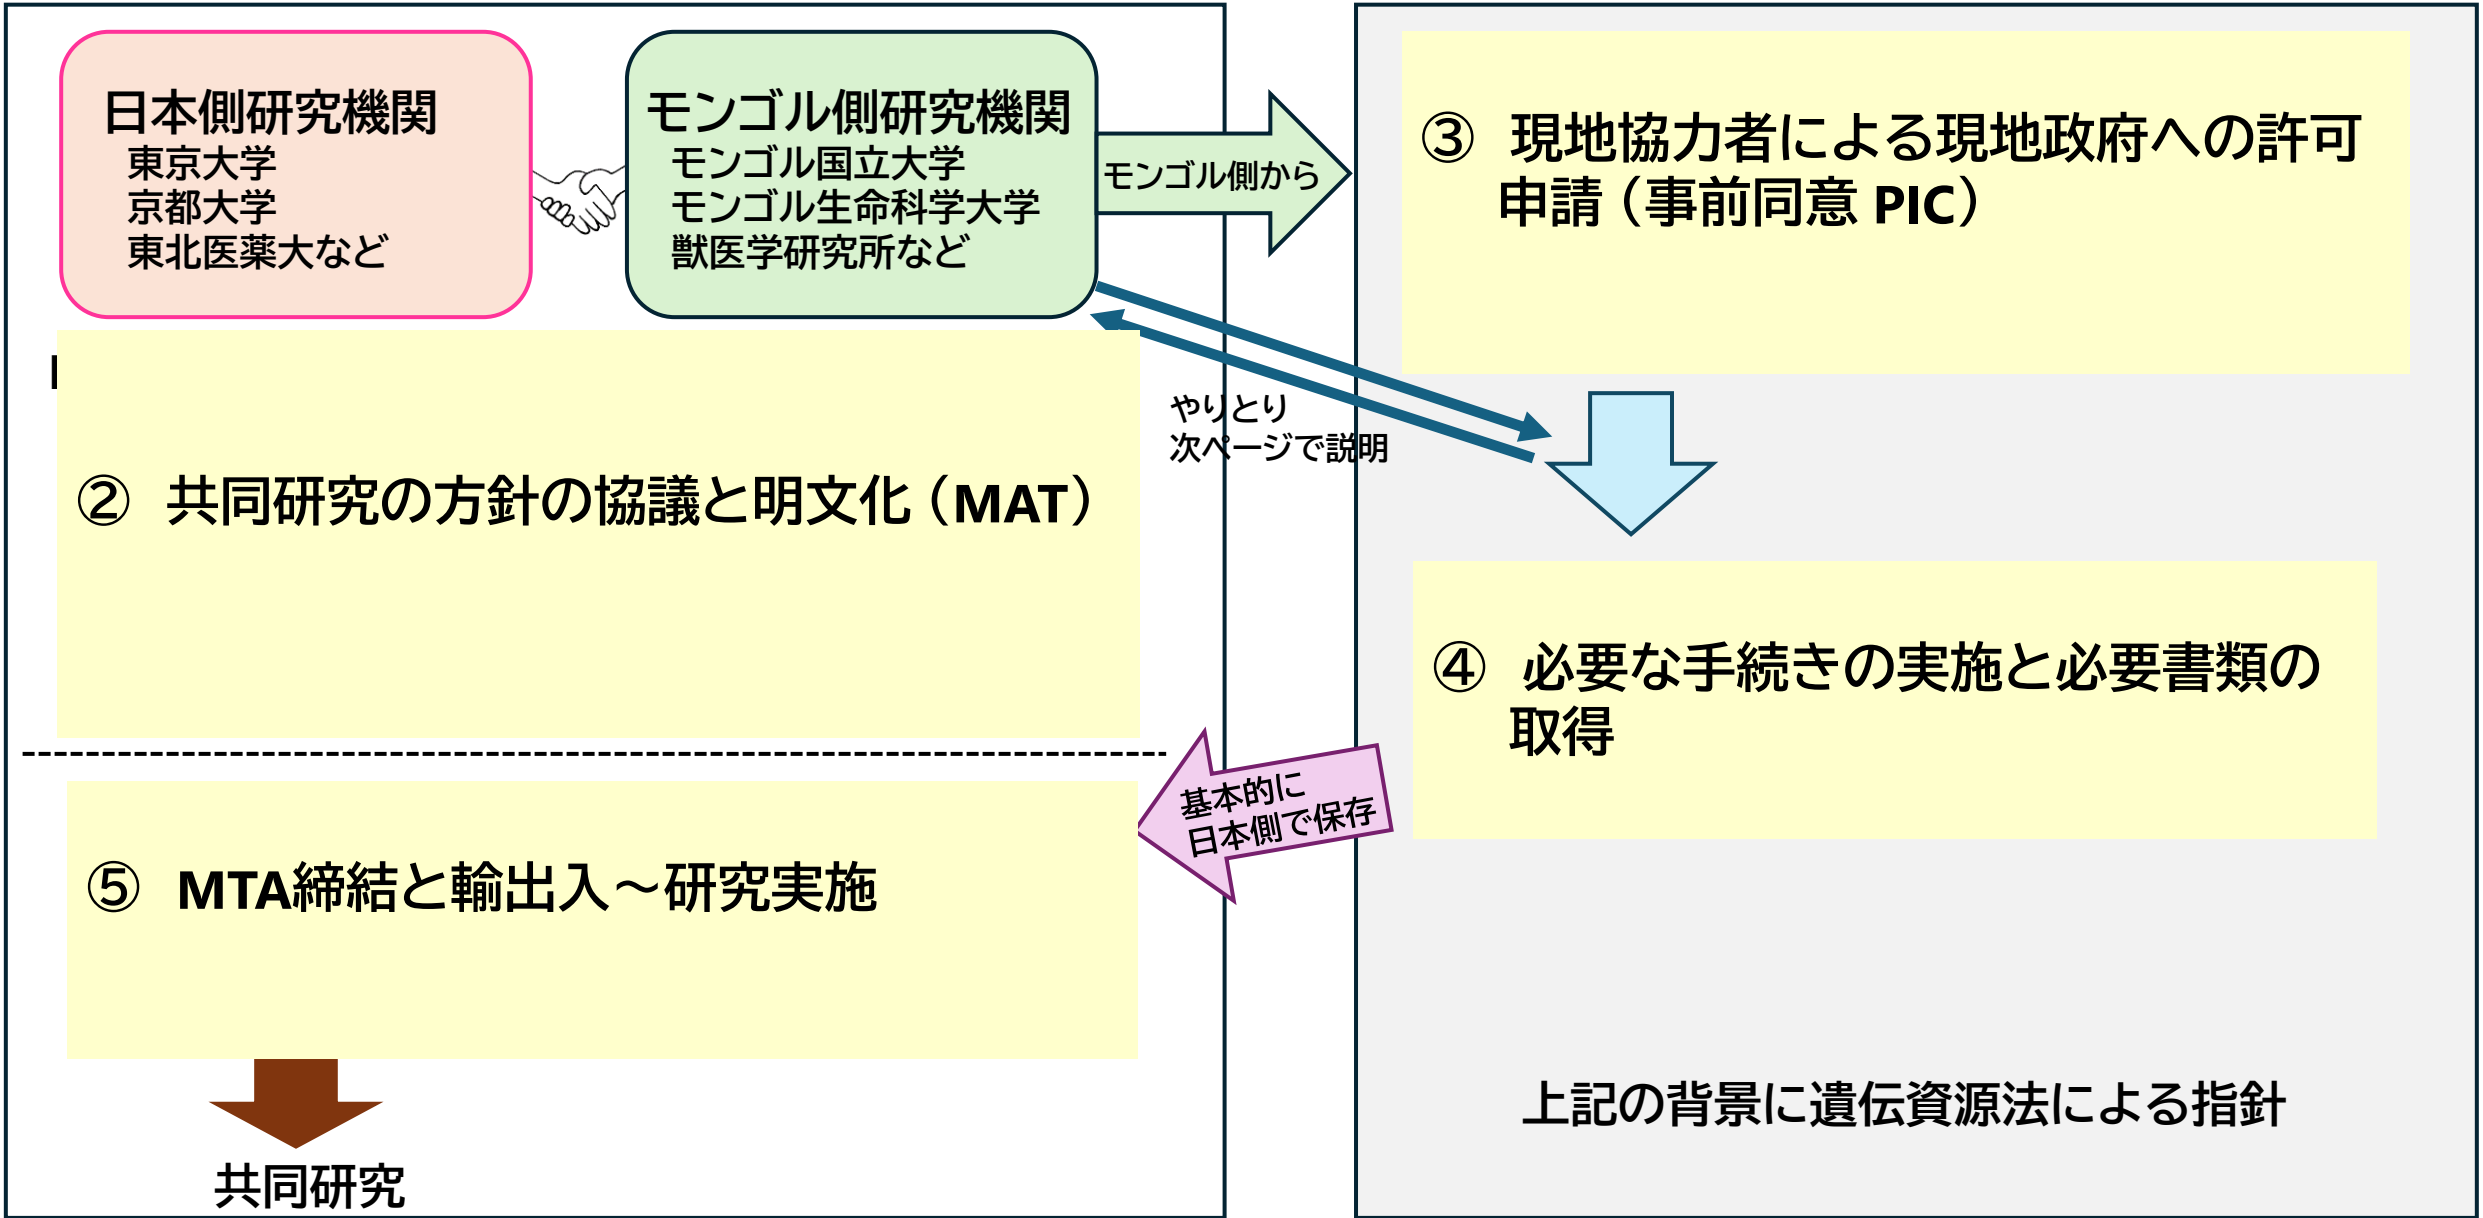 日本側研究機関
東京大学
京都大学
東北医薬大など
モンゴル側研究機関
モンゴル国立大学
モンゴル生命科学大学
獣医学研究所など
モンゴル側から
③ 現地協力者による現地政府への許可
申請（事前同意 PIC）
やりとり
次ページで説明
② 共同研究の方針の協議と明文化（MAT）
④ 必要な手続きの実施と必要書類の
取得
基本的に
日本側で保存
⑤ MTA締結と輸出入～研究実施
上記の背景に遺伝資源法による指針
共同研究